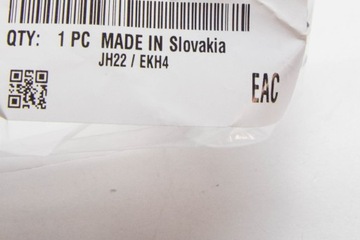 QTY: 1 PC MADE IN Slovakia
JH22 / EKH4
EAC